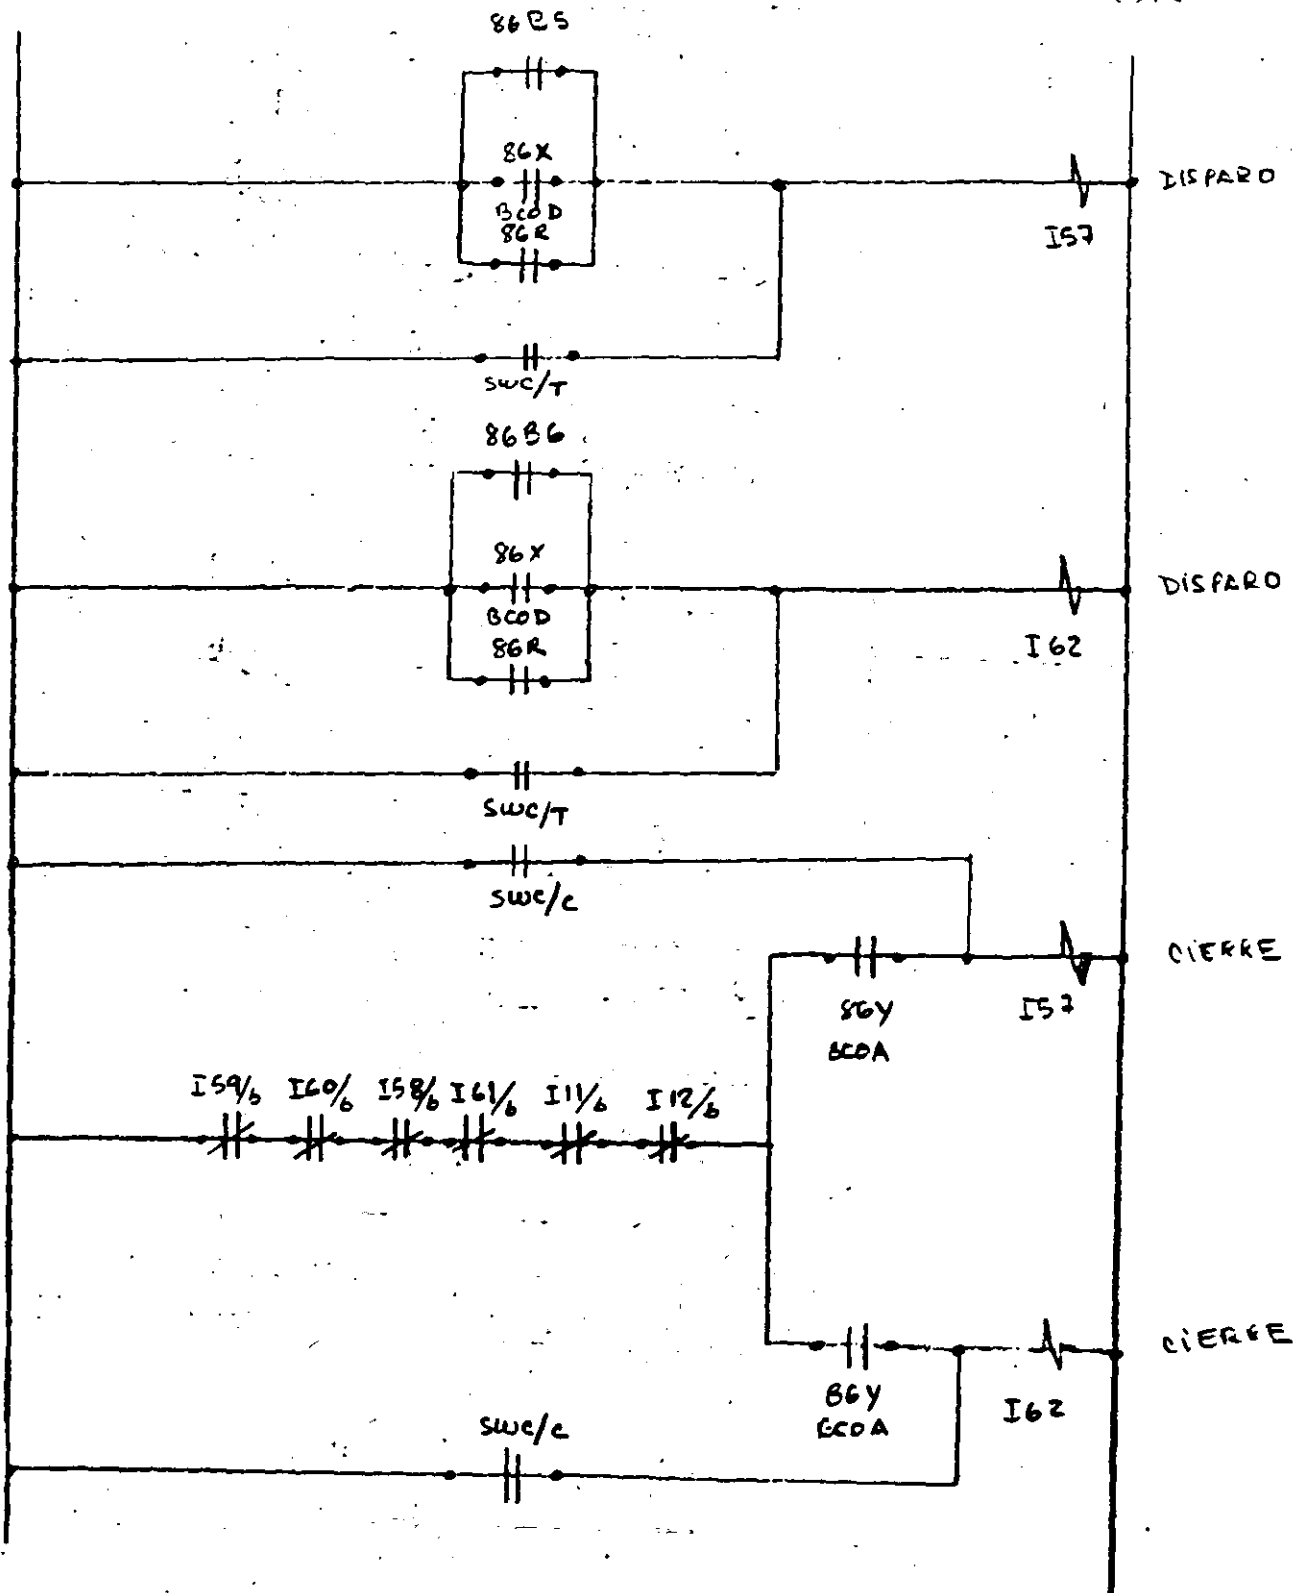 86B5
86X
BCOD
86R
DISPARO
I57
SWC/T
86B6
86X
BCOD
86R
DISPARO
I62
SWC/T
SWC/C
CIERRE
86Y
BCOA
I57
I59/b I60/b I58/b I61/b I11/b I12/b
CIERRE
86Y
BCOA
I62
SWC/C